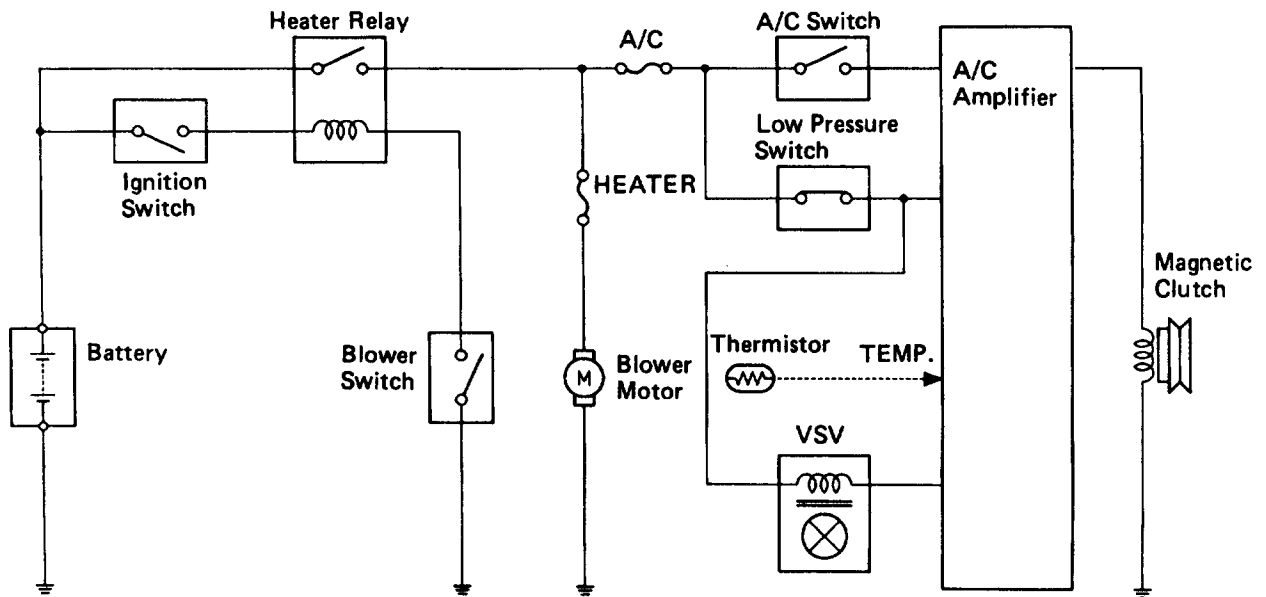 Heater Relay
A/C
A/C Switch
A/C
Amplifier
Ignition
Switch
HEATER
Low Pressure
Switch
Magnetic
Clutch
Battery
Blower
Switch
M
Blower
Motor
Thermistor
TEMP.
VSV